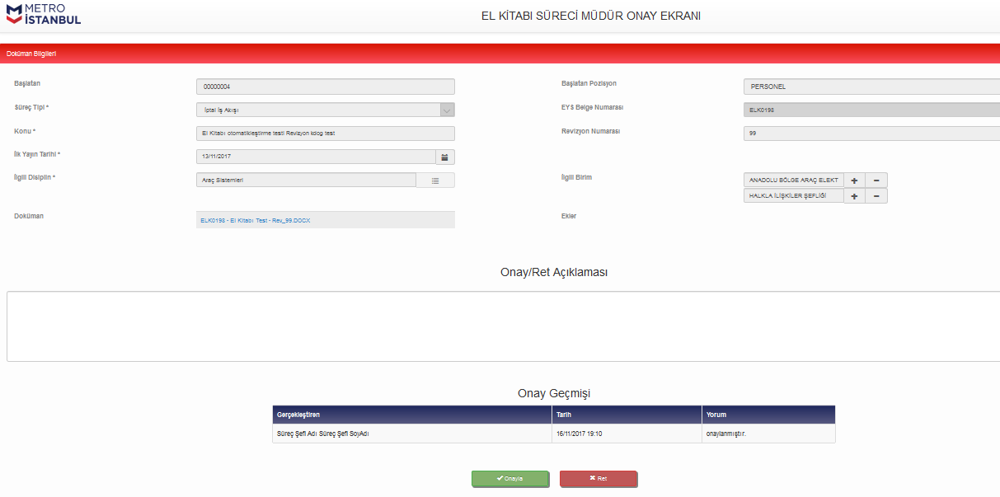 METRO
İSTANBUL
EL KİTABI SÜRECİ MÜDÜR ONAY EKRANI
Doküman Bilgileri
Başlatan
00000004
Başlatan Pozisyon
PERSONEL
Süreç Tipi *
İptal İş Akışı
EYS Belge Numarası
ELK0198
Konu *
El Kitabı otomatikleştirme testi Revizyon kdog test
Revizyon Numarası
99
İlk Yayın Tarihi *
13/11/2017
İlgili Disiplin *
Araç Sistemleri
İlgili Birim
ANADOLU BÖLGE ARAÇ ELEKT
HALKLA İLİŞKİLER ŞEFLİĞİ
Doküman
ELK0198 - El Kitabı Test - Rev_99.DOCX
Ekler
Onay/Ret Açıklaması
Onay Geçmişi
Gerçekleştiren Tarih Yorum
Süreç Şefi Adı Süreç Şefi SoyAdı 16/11/2017 19:10 onaylanmıştır.
Onayla
Ret